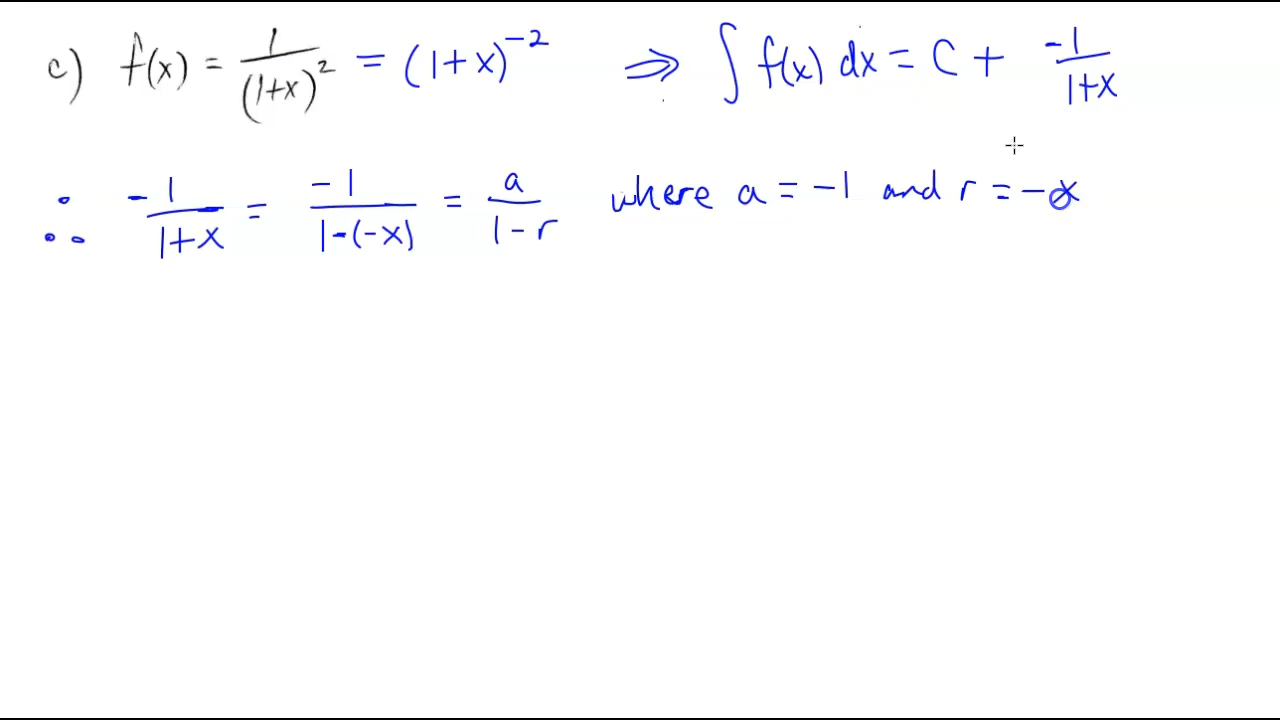 c) f(x) = 1/(1+x)² = (1+x)⁻² ⇒ ∫ f(x) dx = C + -1/(1+x)
∴ -1/(1+x) = -1/(1-(-x)) = a/(1-r) where a = -1 and r = -x